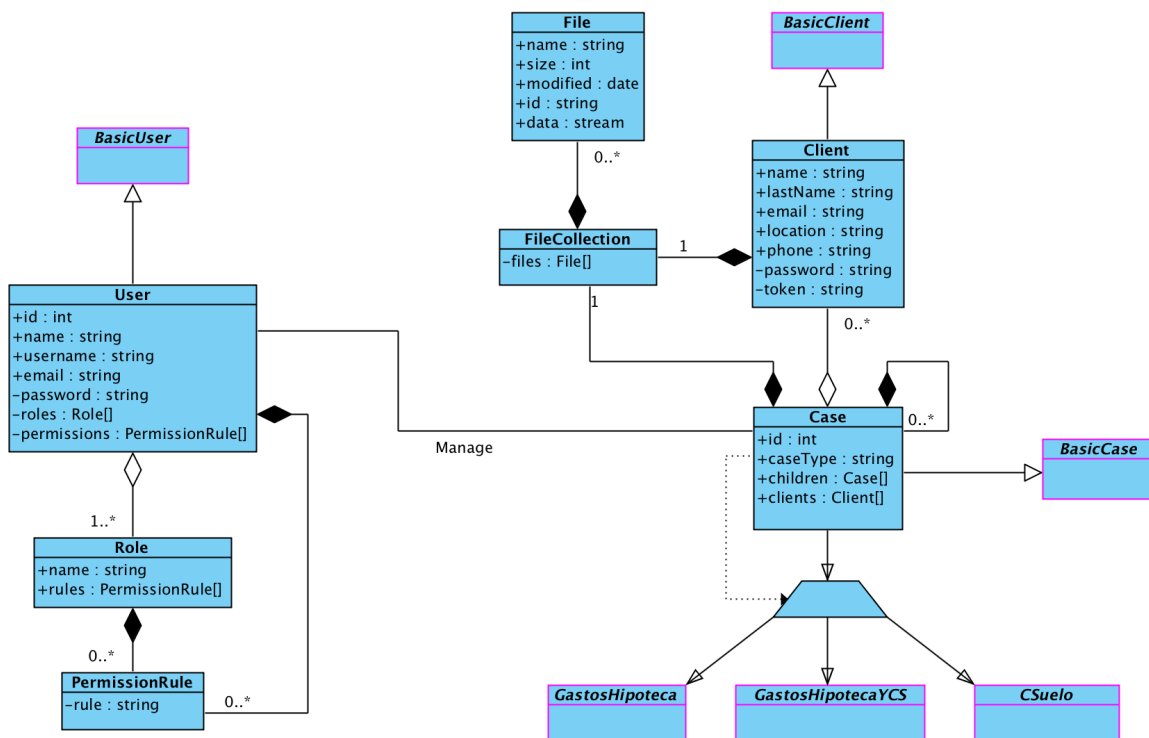 File
+name : string
+size : int
+modified : date
+id : string
+data : stream
BasicClient
BasicUser
0..*
Client
+name : string
+lastName : string
+email : string
+location : string
+phone : string
-password : string
-token : string
FileCollection
-files : File[]
1
1
0..*
User
+id : int
+name : string
+username : string
+email : string
-password : string
-roles : Role[]
-permissions : PermissionRule[]
Manage
Case
+id : int
+caseType : string
+children : Case[]
+clients : Client[]
0..*
BasicCase
1..*
Role
+name : string
+rules : PermissionRule[]
0..*
PermissionRule
-rule : string
0..*
GastosHipoteca
GastosHipotecaYCS
CSuelo